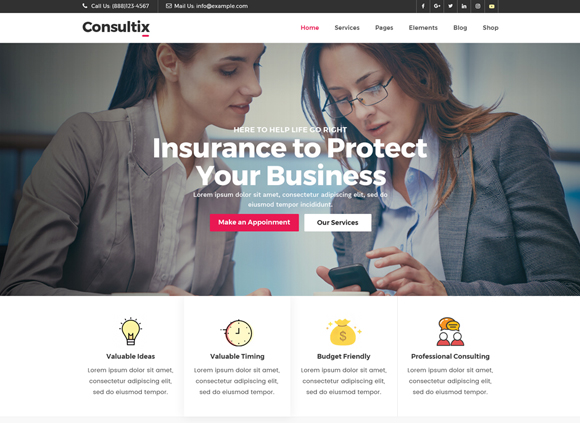 Call Us: (888)123-4567
Mail Us: info@example.com
Consultix
Home Services Pages Elements Blog Shop
HERE TO HELP LIFE GO RIGHT
Insurance to Protect
Your Business
Lorem ipsum dolor sit amet, consectetur adipiscing elit, sed do
eiusmod tempor incididunt.
Make an Appoinment
Our Services
Valuable Ideas
Lorem ipsum dolor sit amet,
consectetur adipiscing elit,
sed do eiusmod tempor.
Valuable Timing
Lorem ipsum dolor sit amet,
consectetur adipiscing elit,
sed do eiusmod tempor.
Budget Friendly
Lorem ipsum dolor sit amet,
consectetur adipiscing elit,
sed do eiusmod tempor.
Professional Consulting
Lorem ipsum dolor sit amet,
consectetur adipiscing elit,
sed do eiusmod tempor.